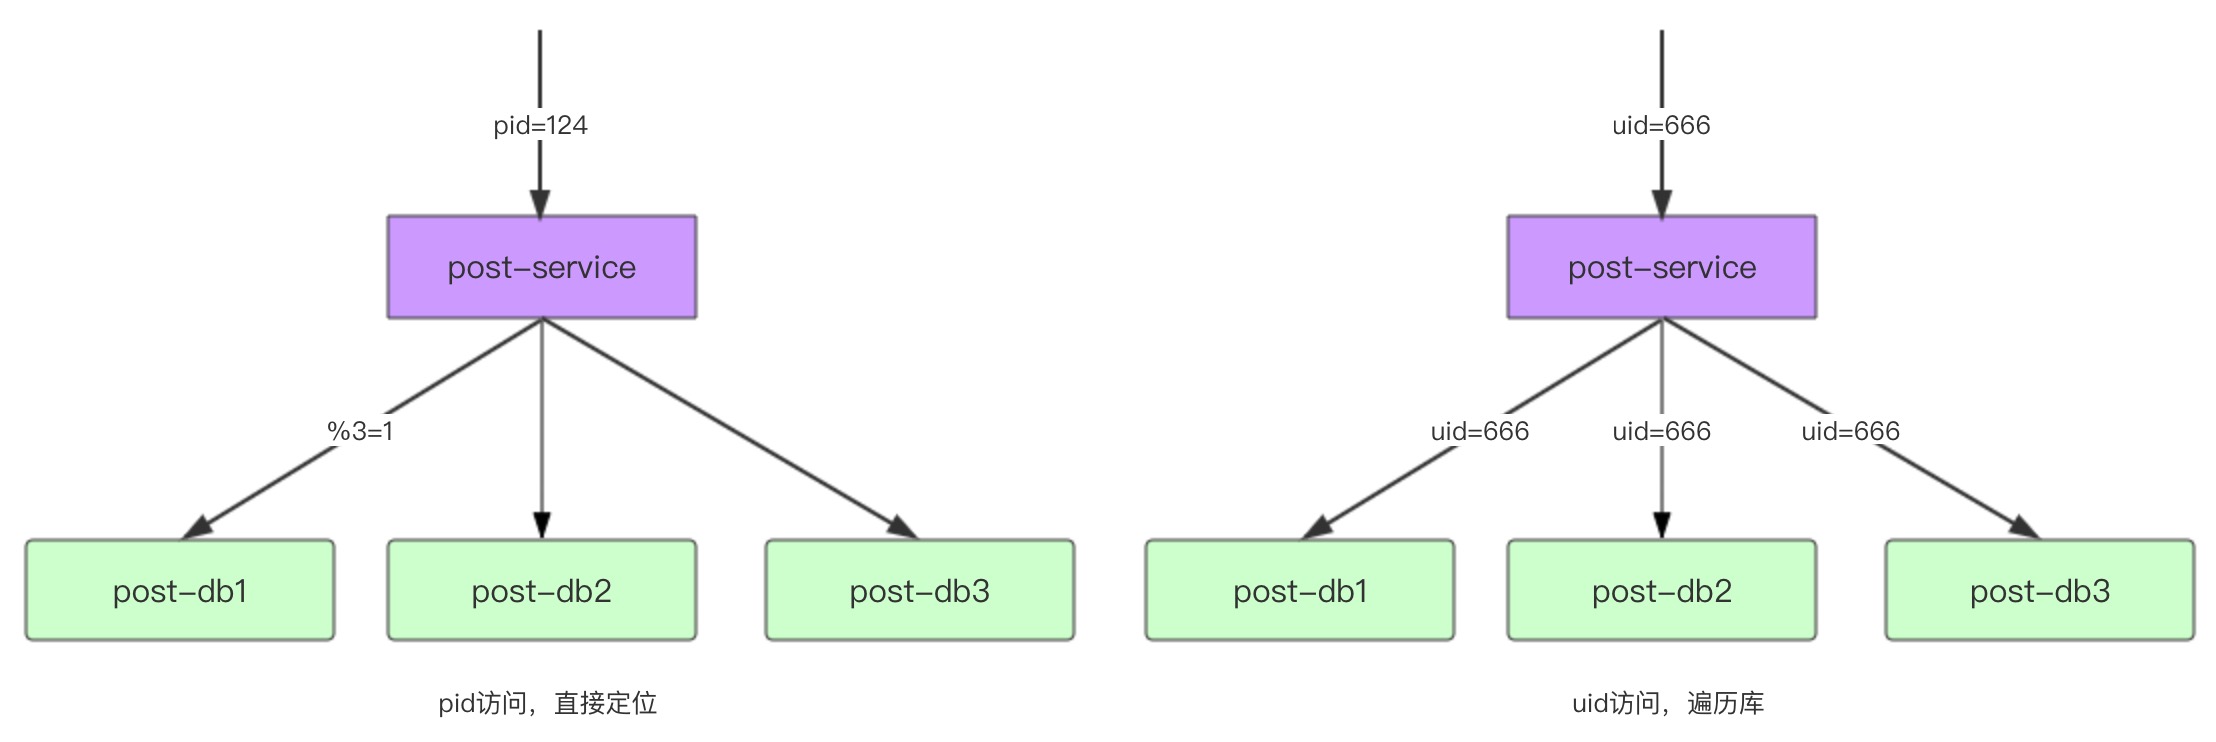 pid=124
post-service
%3=1
post-db1
post-db2
post-db3
pid访问，直接定位
uid=666
post-service
uid=666
uid=666
uid=666
post-db1
post-db2
post-db3
uid访问，遍历库